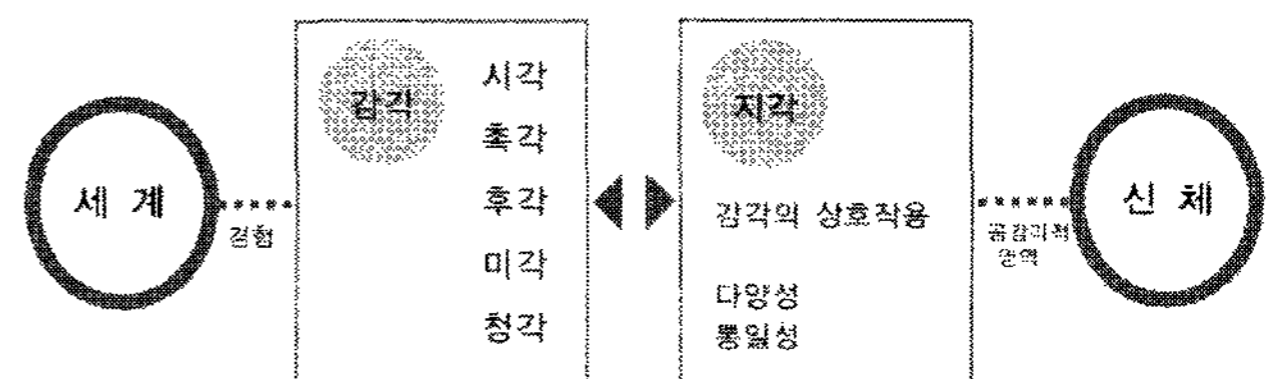 세 계
경험
감각
시각
촉각
후각
미각
청각
지각
감각의 상호작용
다양성
통일성
공감각적
영역
신 체